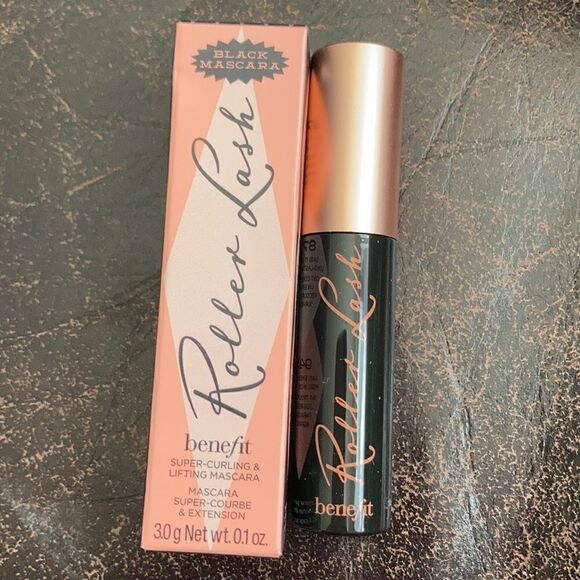 BLACK
MASCARA
Roller Lash
benefit
SUPER-CURLING &
LIFTING MASCARA
MASCARA
SUPER-COURBE
& EXTENSION
3.0 g Net wt. 0.1 oz.
Roller Lash
benefit